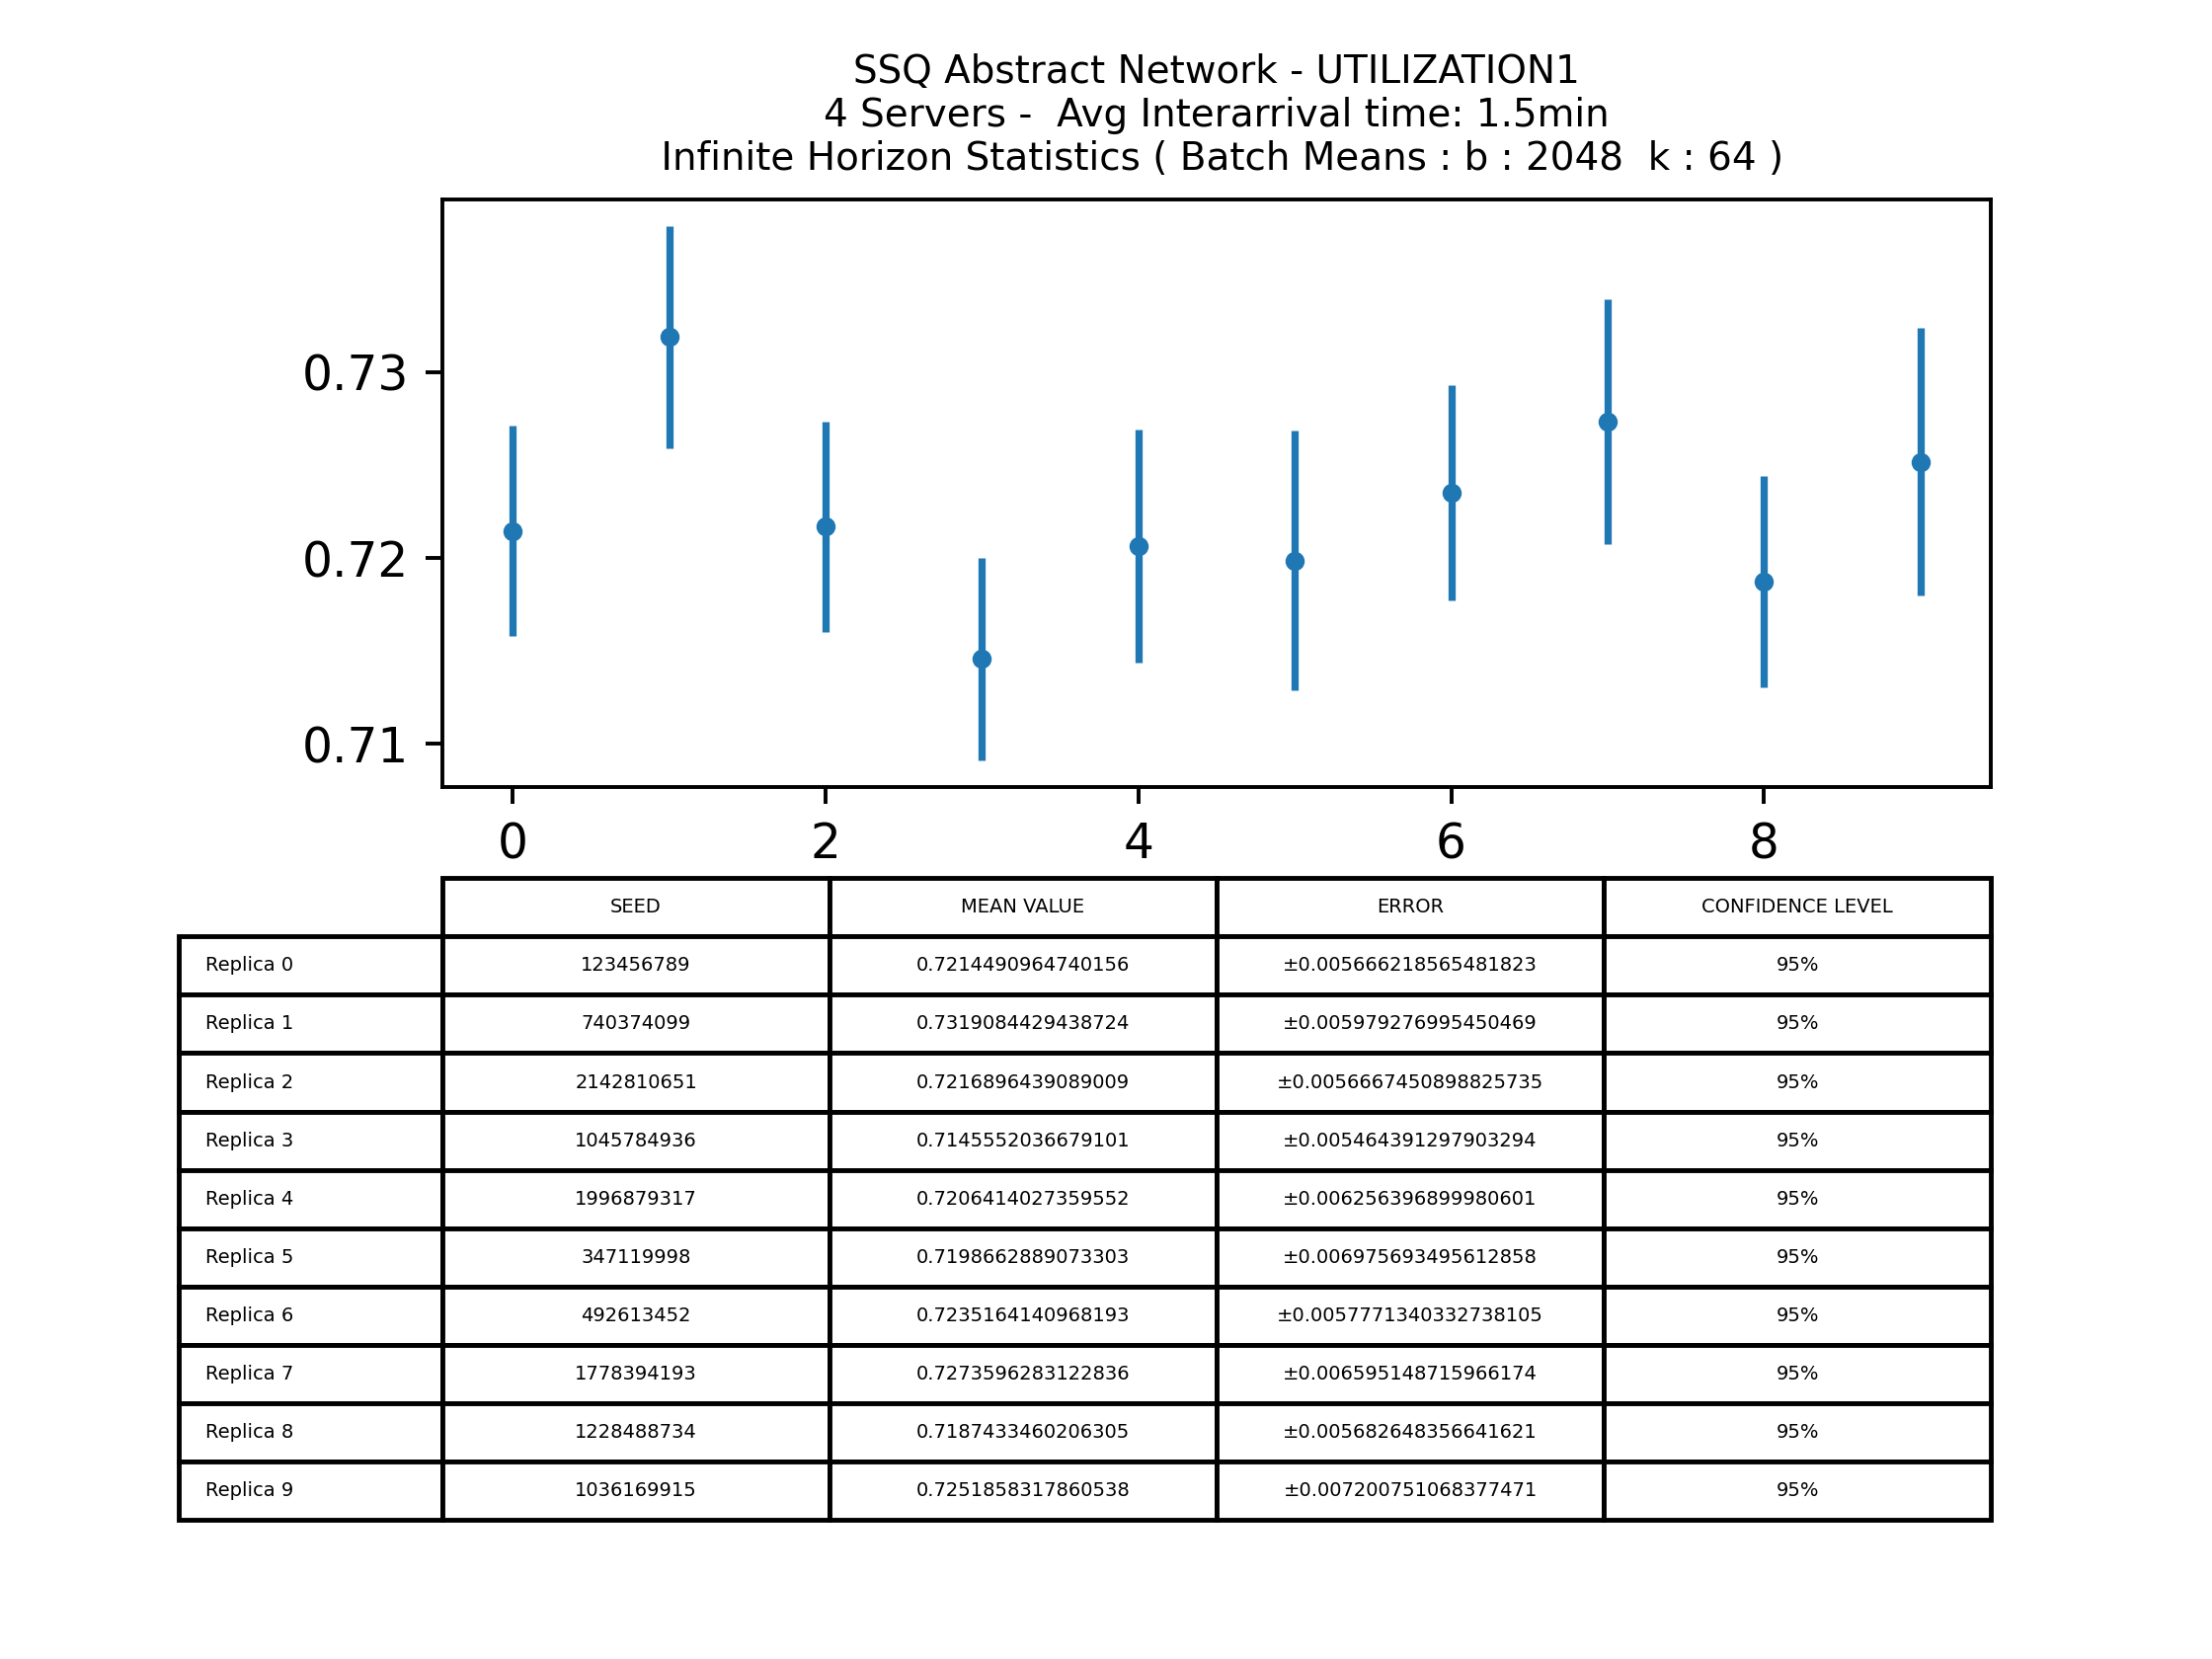 SSQ Abstract Network - UTILIZATION1
4 Servers -  Avg Interarrival time: 1.5min
Infinite Horizon Statistics ( Batch Means : b : 2048  k : 64 )
0.73
0.72
0.71
0 2 4 6 8
SEED MEAN VALUE ERROR CONFIDENCE LEVEL
Replica 0 123456789 0.7214490964740156 ±0.005666218565481823 95%
Replica 1 740374099 0.7319084429438724 ±0.005979276995450469 95%
Replica 2 2142810651 0.7216896439089009 ±0.0056667450898825735 95%
Replica 3 1045784936 0.7145552036679101 ±0.005464391297903294 95%
Replica 4 1996879317 0.7206414027359552 ±0.006256396899980601 95%
Replica 5 347119998 0.7198662889073303 ±0.006975693495612858 95%
Replica 6 492613452 0.7235164140968193 ±0.0057771340332738105 95%
Replica 7 1778394193 0.7273596283122836 ±0.006595148715966174 95%
Replica 8 1228488734 0.7187433460206305 ±0.005682648356641621 95%
Replica 9 1036169915 0.7251858317860538 ±0.007200751068377471 95%